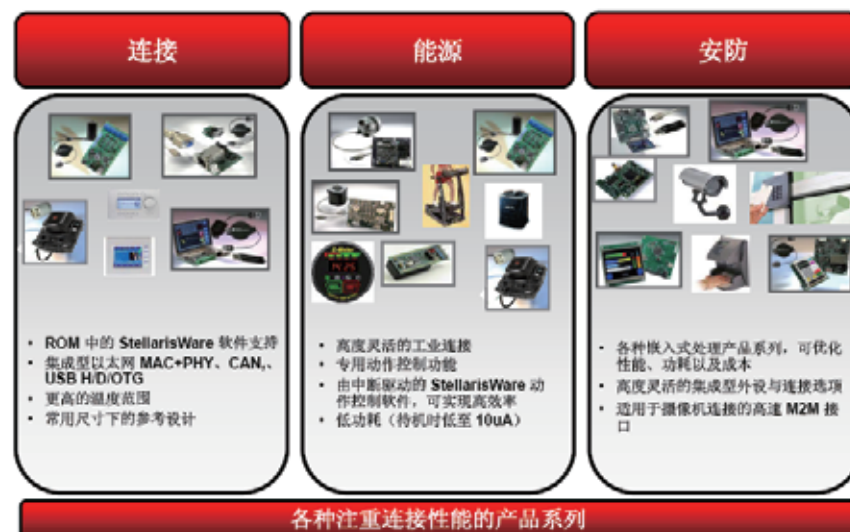 连接
能源
安防
• ROM 中的 StellarisWare 软件支持
• 集成型以太网 MAC+PHY、CAN,、
USB H/D/OTG
• 更高的温度范围
• 常用尺寸下的参考设计
• 高度灵活的工业连接
• 专用动作控制功能
• 由中断驱动的 StellarisWare 动
作控制软件，可实现高效率
• 低功耗（待机时低至 10uA）
• 各种嵌入式处理产品系列，可优化
性能、功耗以及成本
• 高度灵活的集成型外设与连接选项
• 适用于摄像机连接的高速 M2M 接
口
各种注重连接性能的产品系列